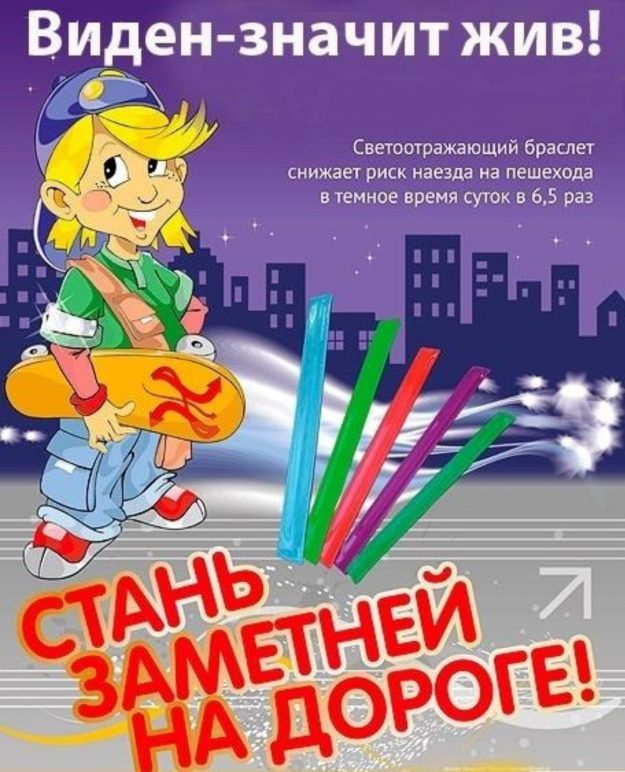 Виден-значит жив!
Светоотражающий браслет
снижает риск наезда на пешехода
в темное время суток в 6,5 раз
СТАНЬ
ЗАМЕТНЕЙ
НА ДОРОГЕ!